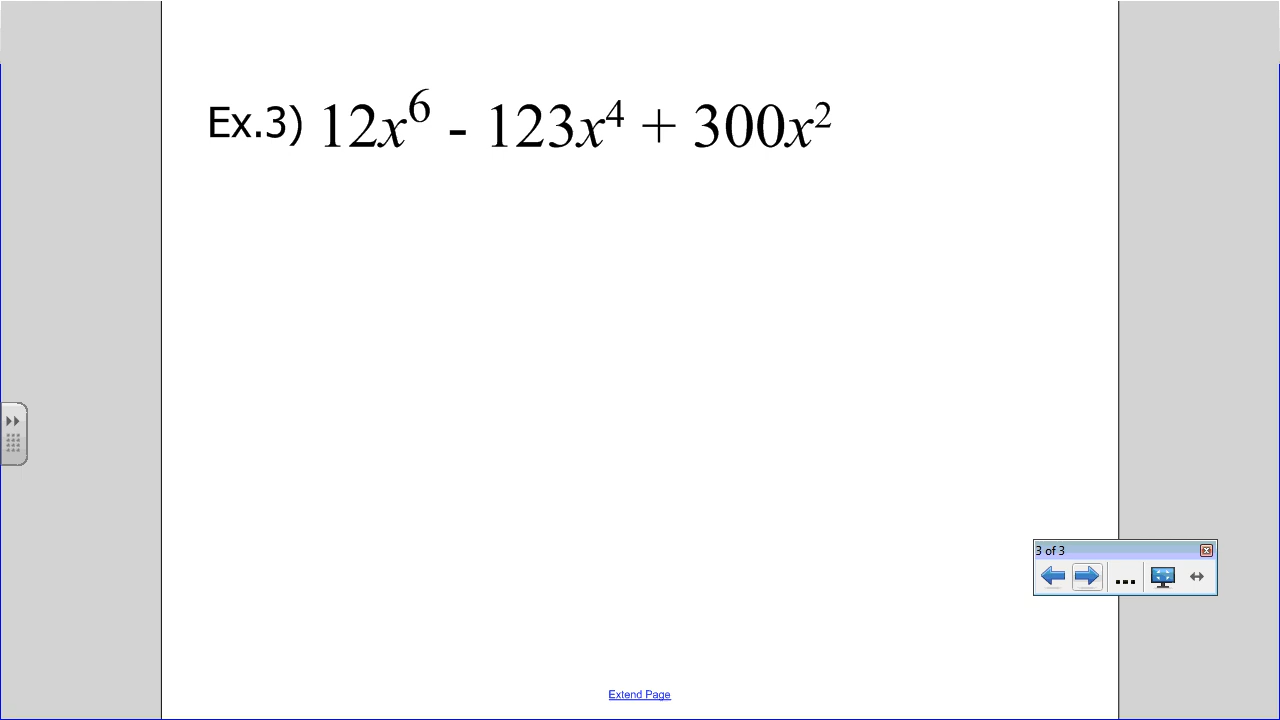 Ex.3) 12x⁶ - 123x⁴ + 300x²
3 of 3
...
Extend Page